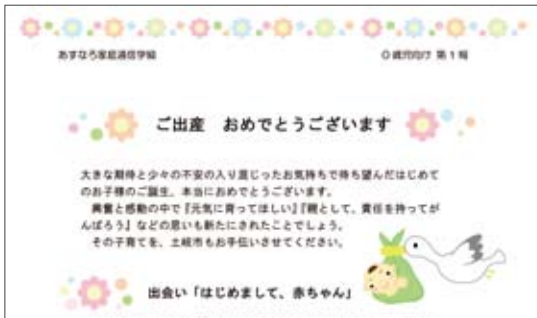 あすなろ家庭通信学級
0歳児向け 第1報
ご出産 おめでとうございます
大きな期待と少々の不安の入り混じったお気持ちで待ち望んだはじめて
のお子様のご誕生、本当におめでとうございます。
興奮と感動の中で『元気に育ってほしい』『親として、責任を持ってが
んばろう』などの思いも新たにされたことでしょう。
その子育てを、土岐市もお手伝いさせてください。
出会い「はじめまして、赤ちゃん」